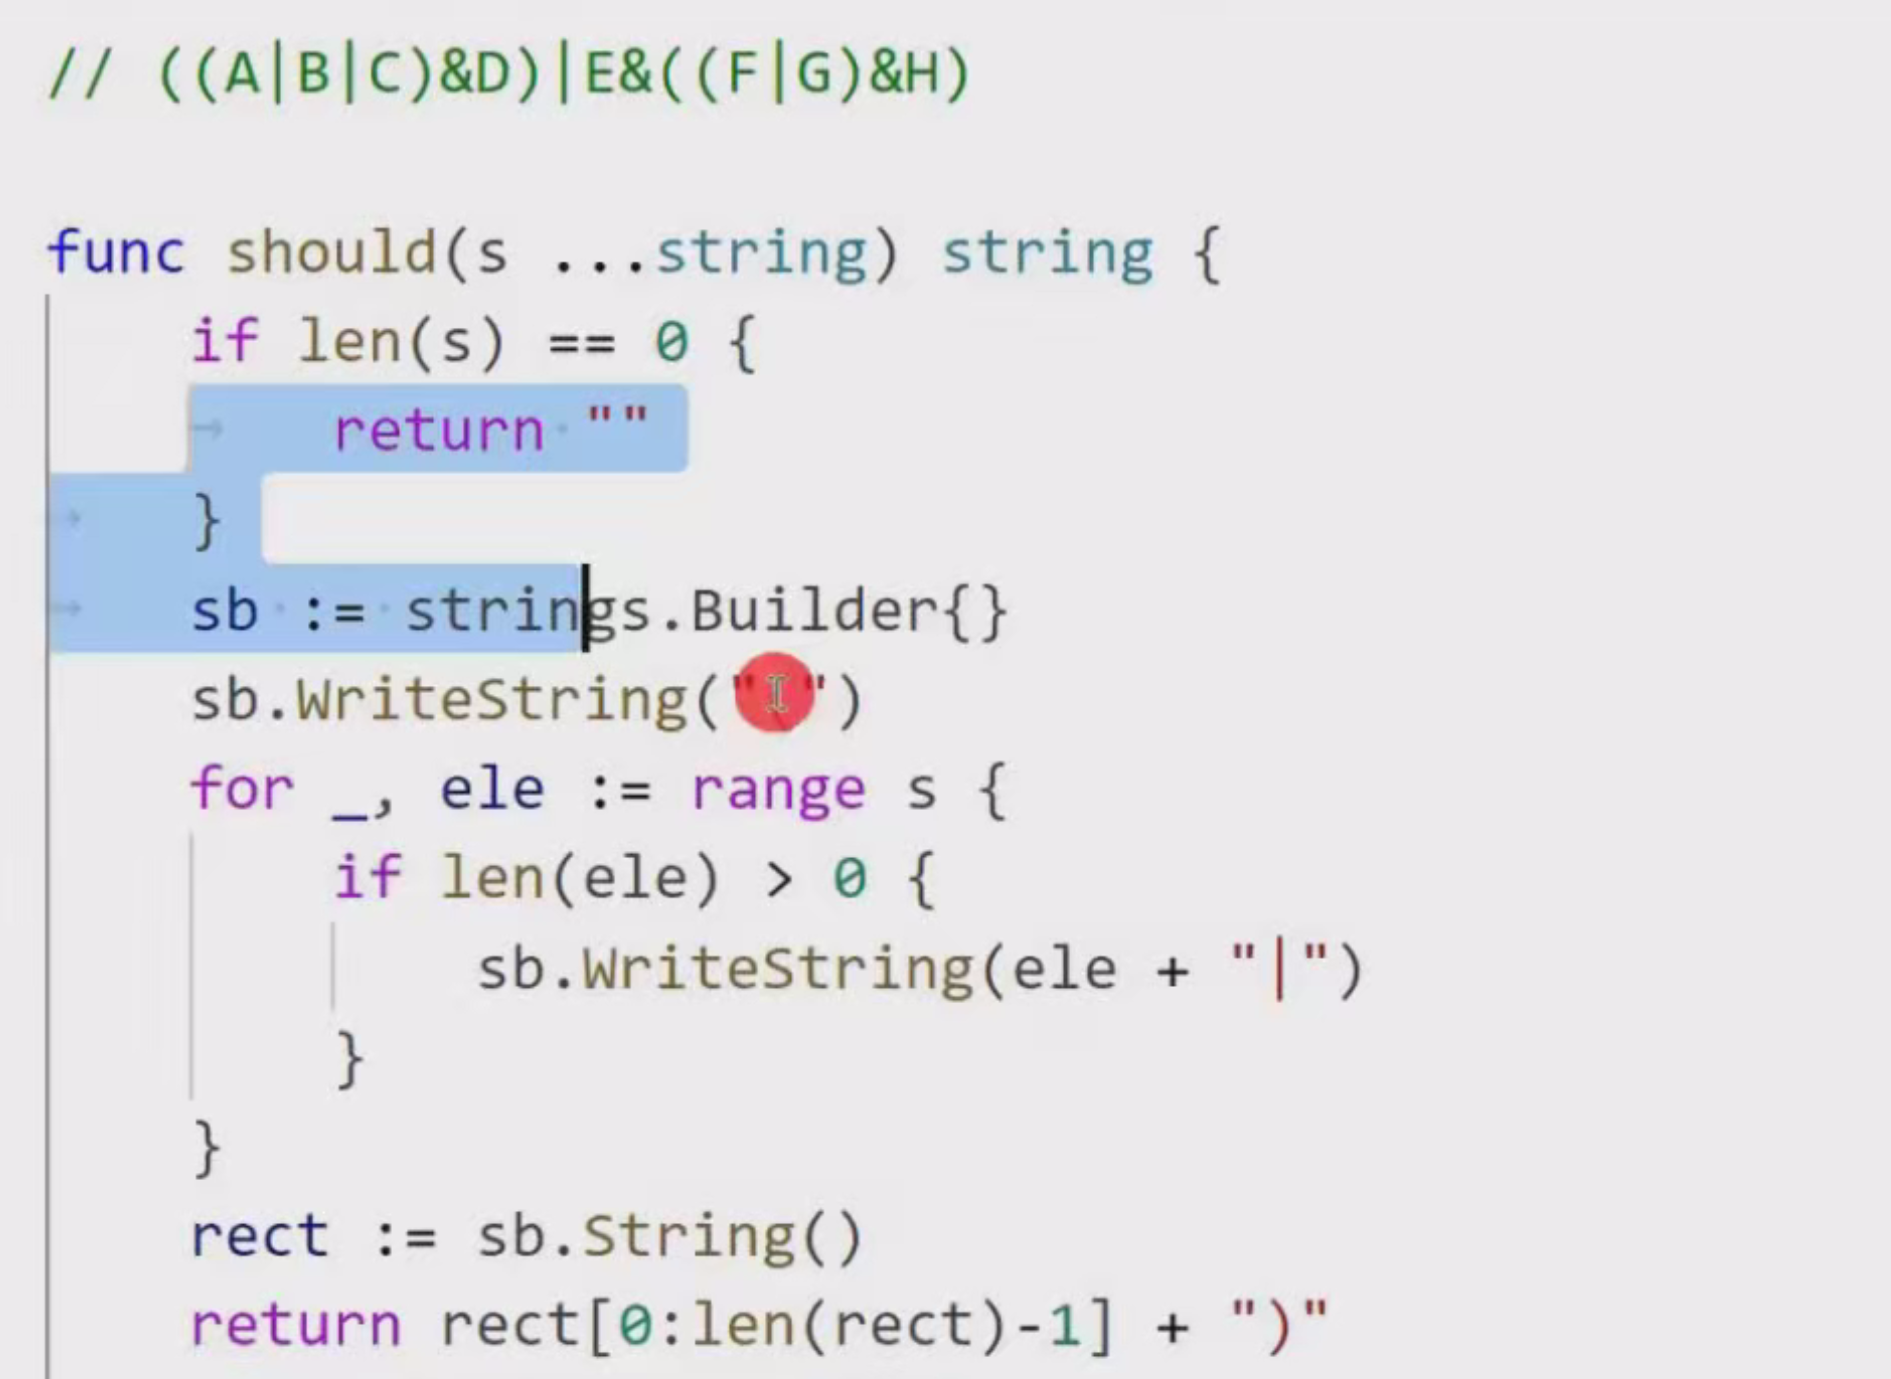 // ((A|B|C)&D)|E&((F|G)&H)
func should(s ...string) string {
    if len(s) == 0 {
        return ""
    }
    sb := strings.Builder{}
    sb.WriteString("")
    for _, ele := range s {
        if len(ele) > 0 {
            sb.WriteString(ele + "|")
        }
    }
    rect := sb.String()
    return rect[0:len(rect)-1] + ")"